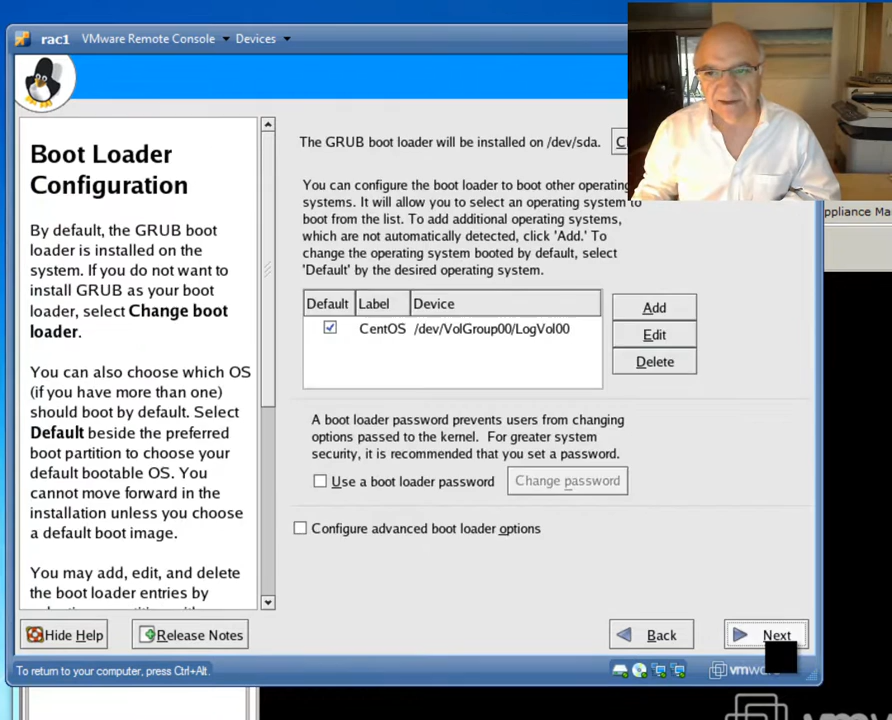 rac1 VMware Remote Console Devices
Boot Loader
Configuration
By default, the GRUB boot
loader is installed on the
system. If you do not want to
install GRUB as your boot
loader, select Change boot
loader.
You can also choose which OS
(if you have more than one)
should boot by default. Select
Default beside the preferred
boot partition to choose your
default bootable OS. You
cannot move forward in the
installation unless you choose
a default boot image.
You may add, edit, and delete
the boot loader entries by
The GRUB boot loader will be installed on /dev/sda.
You can configure the boot loader to boot other operating
systems. It will allow you to select an operating system to
boot from the list. To add additional operating systems,
which are not automatically detected, click 'Add.' To
change the operating system booted by default, select
'Default' by the desired operating system.
Default Label Device
CentOS /dev/VolGroup00/LogVol00
Add
Edit
Delete
A boot loader password prevents users from changing
options passed to the kernel. For greater system
security, it is recommended that you set a password.
Use a boot loader password Change password
Configure advanced boot loader options
Hide Help Release Notes Back Next
To return to your computer, press Ctrl+Alt.